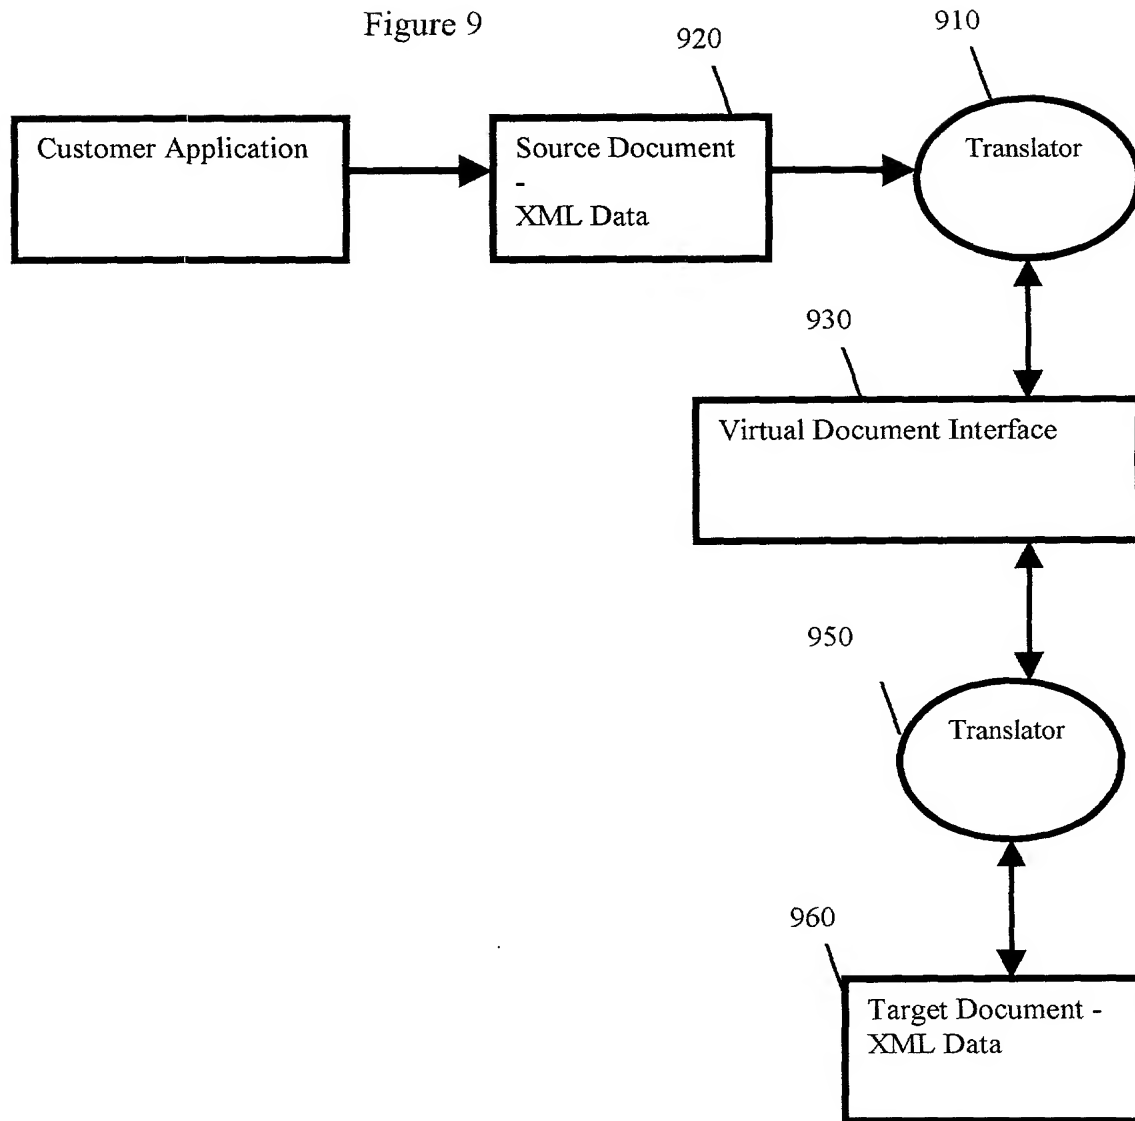 Figure 9
920
910
Customer Application
Source Document
-
XML Data
Translator
930
Virtual Document Interface
950
Translator
960
Target Document -
XML Data